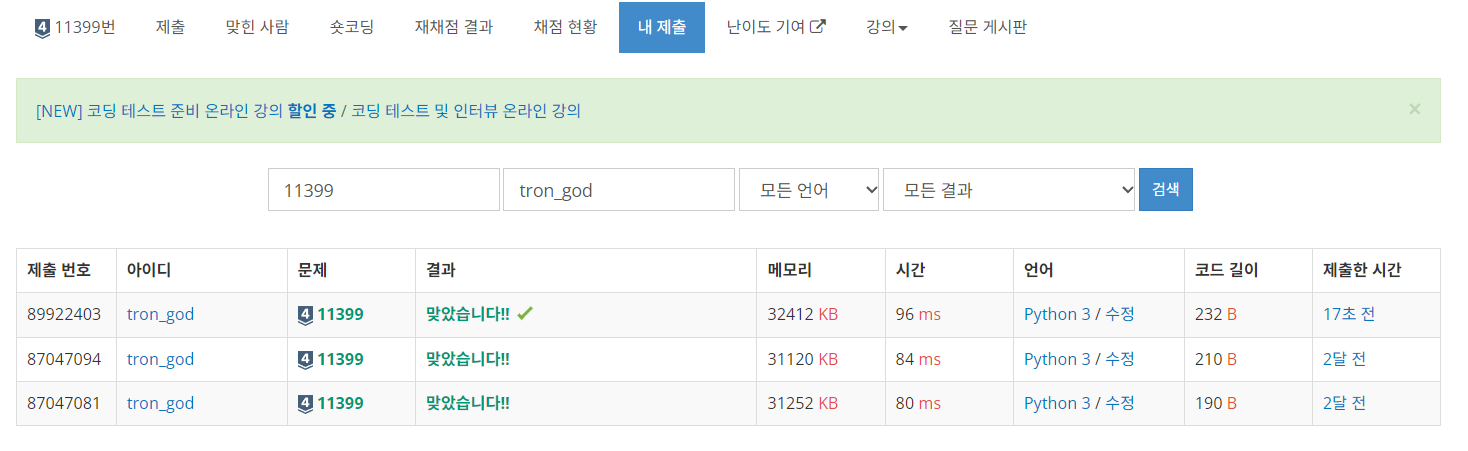 4 11399번 제출 맞힌 사람 숏코딩 재채점 결과 채점 현황 내 제출 난이도 기여 강의 질문 게시판
[NEW] 코딩 테스트 준비 온라인 강의 할인 중 / 코딩 테스트 및 인터뷰 온라인 강의 ×
11399 tron_god 모든 언어 모든 결과 검색
제출 번호 아이디 문제 결과 메모리 시간 언어 코드 길이 제출한 시간
89922403 tron_god 4 11399 맞았습니다!! 32412 KB 96 ms Python 3 / 수정 232 B 17초 전
87047094 tron_god 4 11399 맞았습니다!! 31120 KB 84 ms Python 3 / 수정 210 B 2달 전
87047081 tron_god 4 11399 맞았습니다!! 31252 KB 80 ms Python 3 / 수정 190 B 2달 전